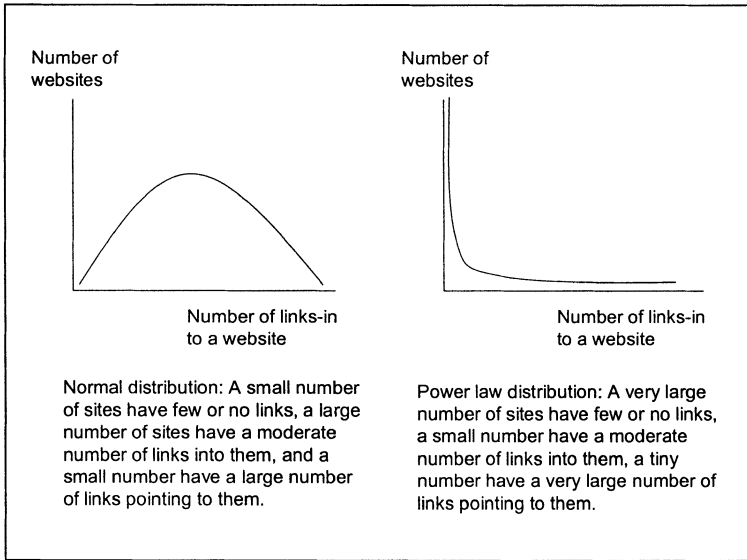 Number of
websites
Number of links-in
to a website
Normal distribution: A small number
of sites have few or no links, a large
number of sites have a moderate
number of links into them, and a
small number have a large number
of links pointing to them.
Number of
websites
Number of links-in
to a website
Power law distribution: A very large
number of sites have few or no links,
a small number have a moderate
number of links into them, a tiny
number have a very large number of
links pointing to them.